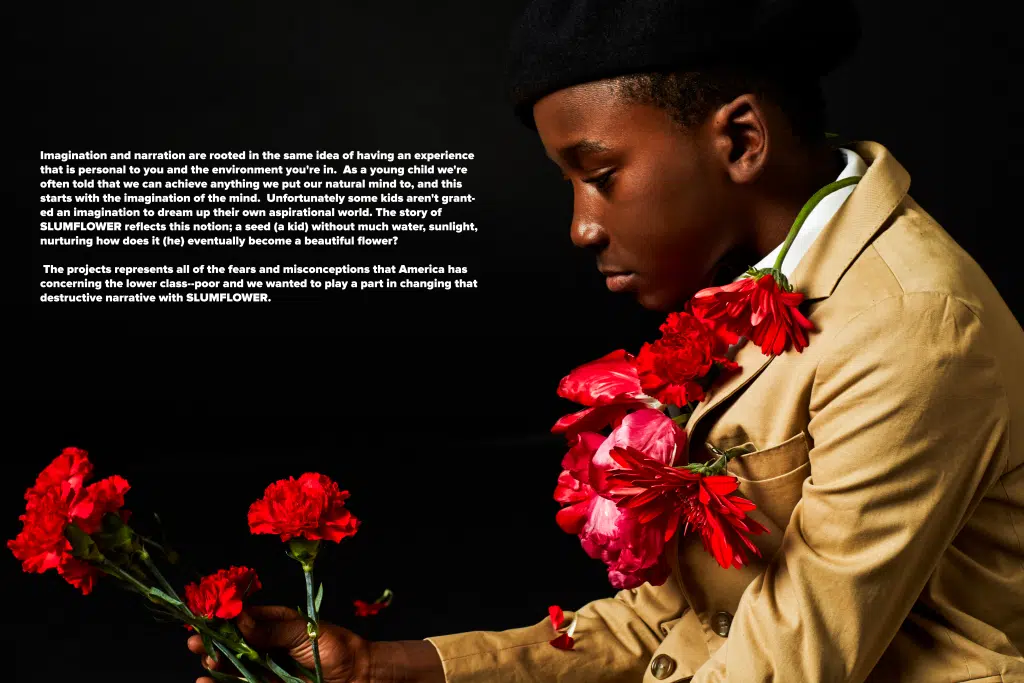 Imagination and narration are rooted in the same idea of having an experience
that is personal to you and the environment you're in.  As a young child we're
often told that we can achieve anything we put our natural mind to, and this
starts with the imagination of the mind.  Unfortunately some kids aren't grant-
ed an imagination to dream up their own aspirational world. The story of
SLUMFLOWER reflects this notion; a seed (a kid) without much water, sunlight,
nurturing how does it (he) eventually become a beautiful flower?
The projects represents all of the fears and misconceptions that America has
concerning the lower class--poor and we wanted to play a part in changing that
destructive narrative with SLUMFLOWER.